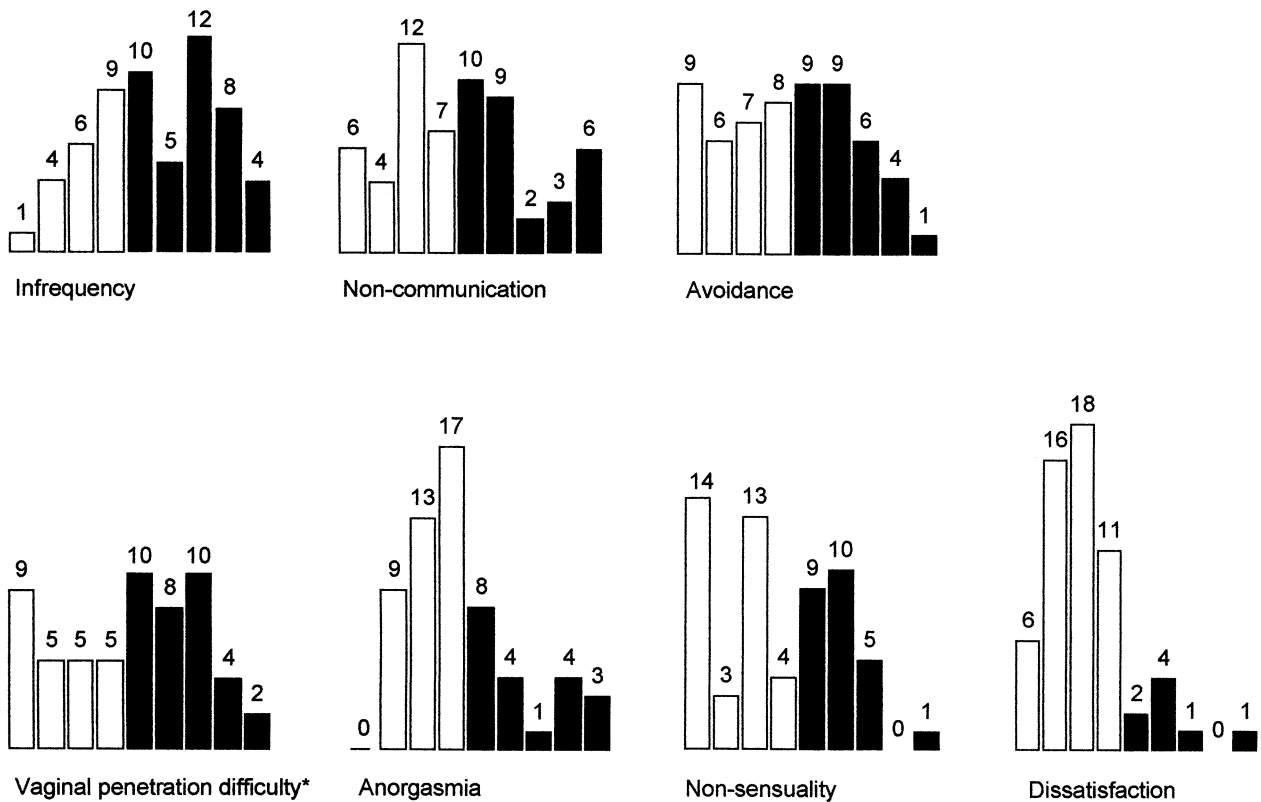 1 4 6 9 10 5 12 8 4
Infrequency
6 4 12 7 10 9 2 3 6
Non-communication
9 6 7 8 9 9 6 4 1
Avoidance
9 5 5 5 10 8 10 4 2
Vaginal penetration difficulty*
0 9 13 17 8 4 1 4 3
Anorgasmia
14 3 13 4 9 10 5 0 1
Non-sensuality
6 16 18 11 2 4 1 0 1
Dissatisfaction